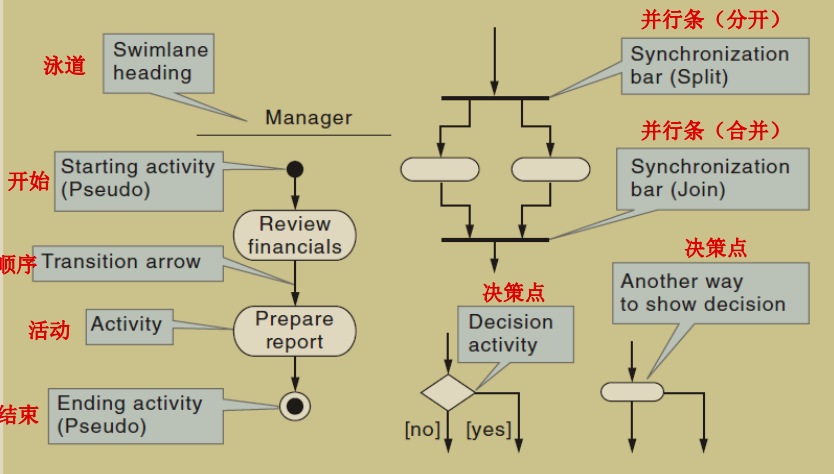 泳道
Swimlane
heading
Manager
开始
Starting activity
(Pseudo)
Review
financials
顺序
Transition arrow
活动
Activity
Prepare
report
结束
Ending activity
(Pseudo)
并行条（分开）
Synchronization
bar (Split)
并行条（合并）
Synchronization
bar (Join)
决策点
Decision
activity
[no]
[yes]
决策点
Another way
to show decision